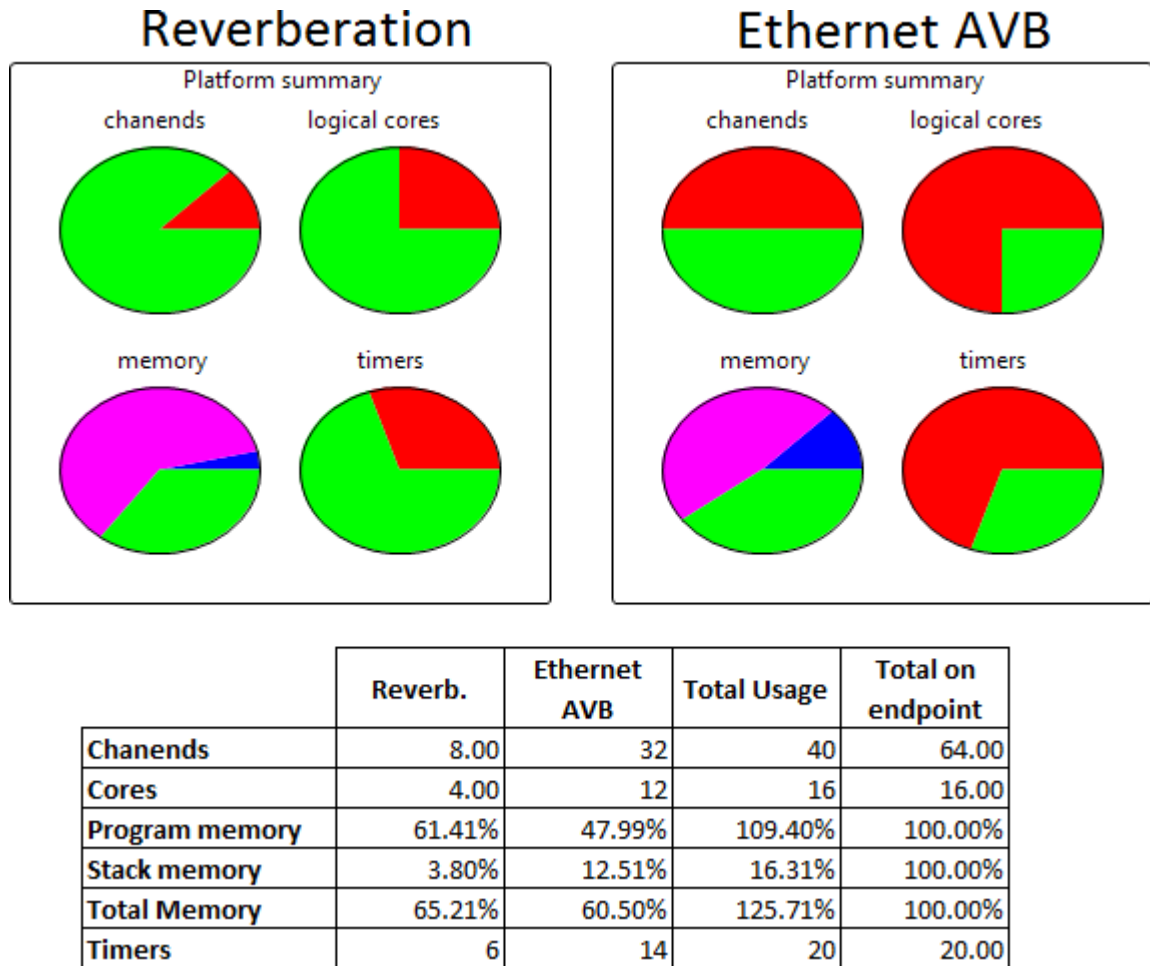 Reverberation
Platform summary
chanends logical cores
memory timers
Ethernet AVB
Platform summary
chanends logical cores
memory timers
Reverb. Ethernet AVB Total Usage Total on endpoint
Chanends 8.00 32 40 64.00
Cores 4.00 12 16 16.00
Program memory 61.41% 47.99% 109.40% 100.00%
Stack memory 3.80% 12.51% 16.31% 100.00%
Total Memory 65.21% 60.50% 125.71% 100.00%
Timers 6 14 20 20.00